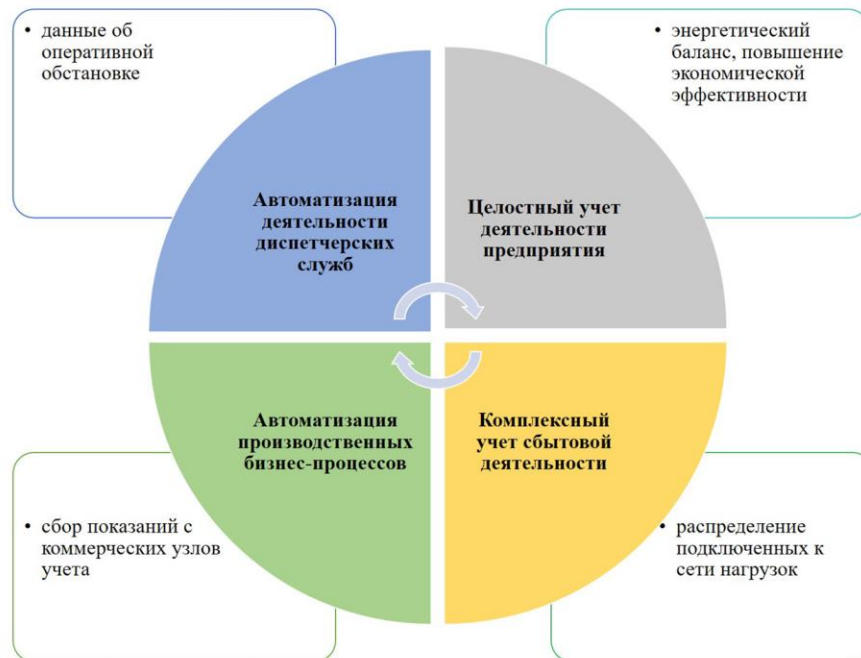 • данные об
оперативной
обстановке
• энергетический
баланс, повышение
экономической
эффективности
Автоматизация
деятельности
диспетчерских
служб
Целостный учет
деятельности
предприятия
Автоматизация
производственных
бизнес-процессов
Комплексный
учет сбытовой
деятельности
• сбор показаний с
коммерческих узлов
учета
• распределение
подключенных к
сети нагрузок